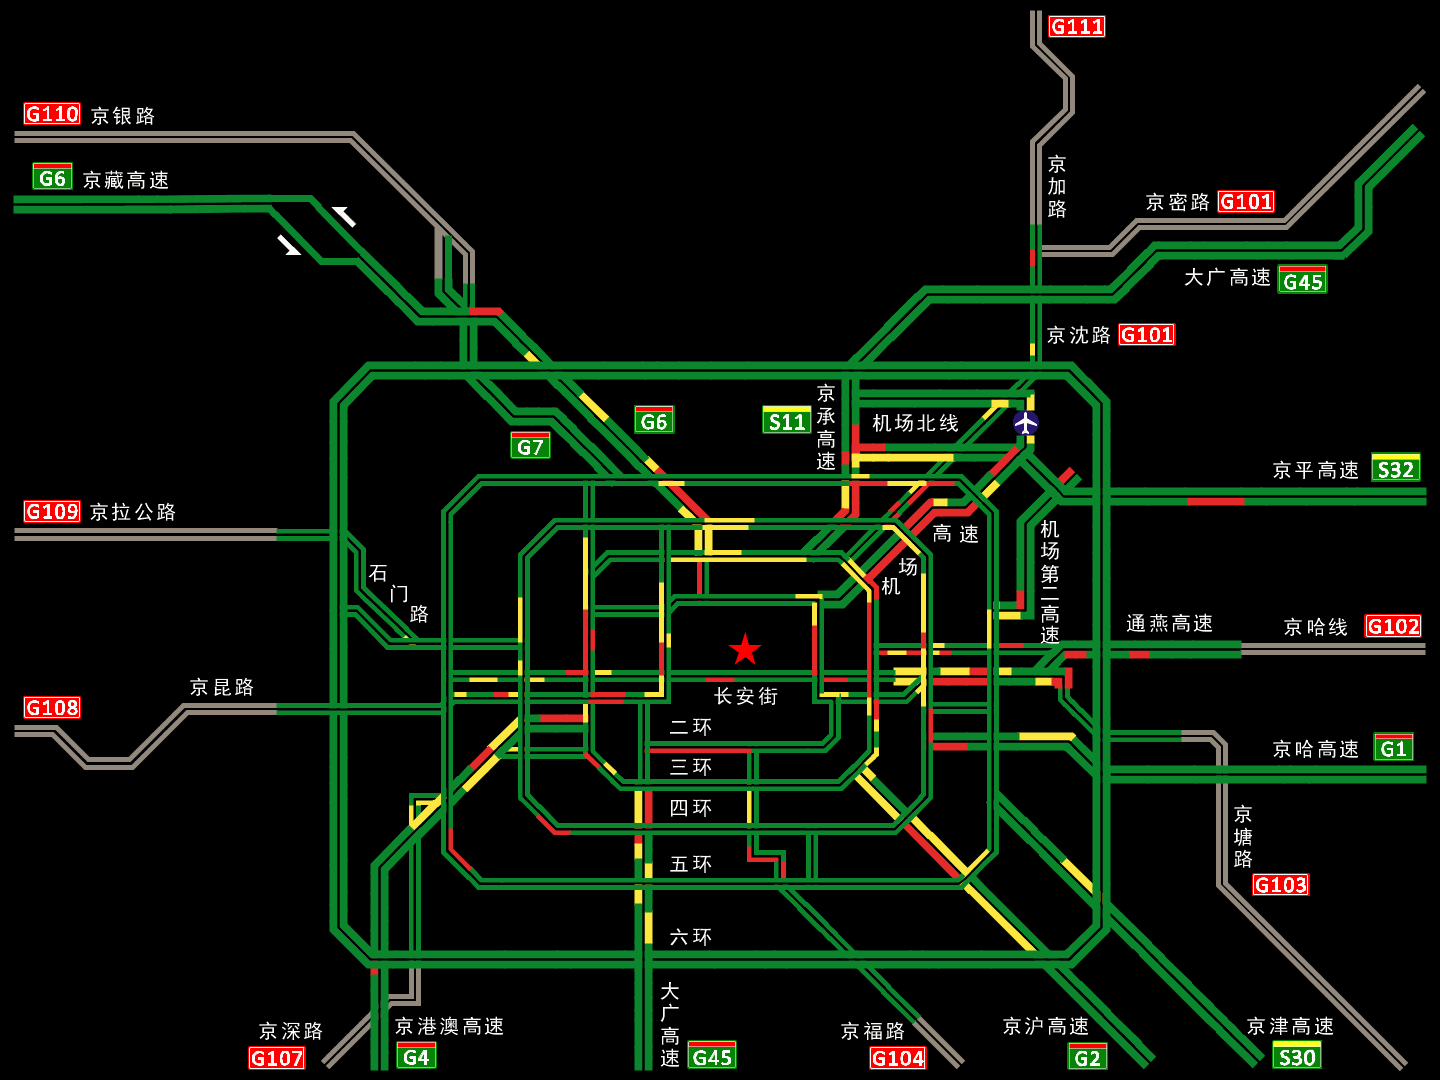 G111
G110 京银路
G6 京藏高速
京加路
京密路 G101
大广高速 G45
京沈路 G101
G6
G7
S11 京承高速
机场北线
京平高速 S32
G109 京拉公路
石门路
机场高速
机场第二高速
通燕高速
京哈线 G102
G108 京昆路
长安街
二环
三环
四环
五环
六环
京哈高速 G1
京塘路
G103
京深路
G107
京港澳高速
G4
大广高速 G45
京福路
G104
京沪高速
G2
京津高速
S30